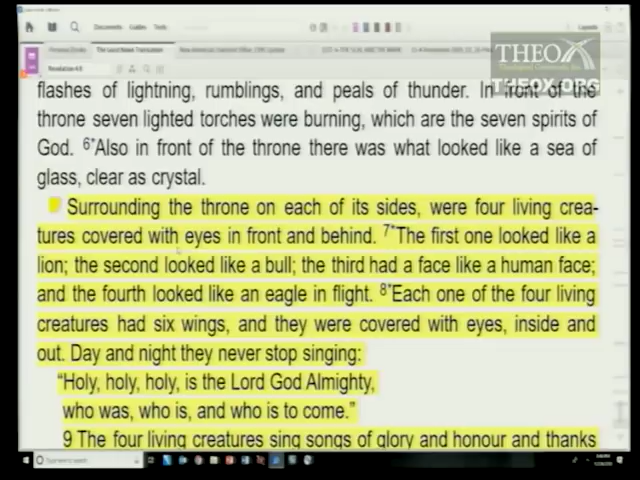 Documents Guides Tools
Layouts
Revelation 4:8
THEOX
THEOX.ORG
flashes of lightning, rumblings, and peals of thunder. In front of the
throne seven lighted torches were burning, which are the seven spirits of
God. 6*Also in front of the throne there was what looked like a sea of
glass, clear as crystal.
Surrounding the throne on each of its sides, were four living crea-
tures covered with eyes in front and behind. 7*The first one looked like a
lion; the second looked like a bull; the third had a face like a human face;
and the fourth looked like an eagle in flight. 8*Each one of the four living
creatures had six wings, and they were covered with eyes, inside and
out. Day and night they never stop singing:
“Holy, holy, holy, is the Lord God Almighty,
who was, who is, and who is to come.”
9 The four living creatures sing songs of glory and honour and thanks